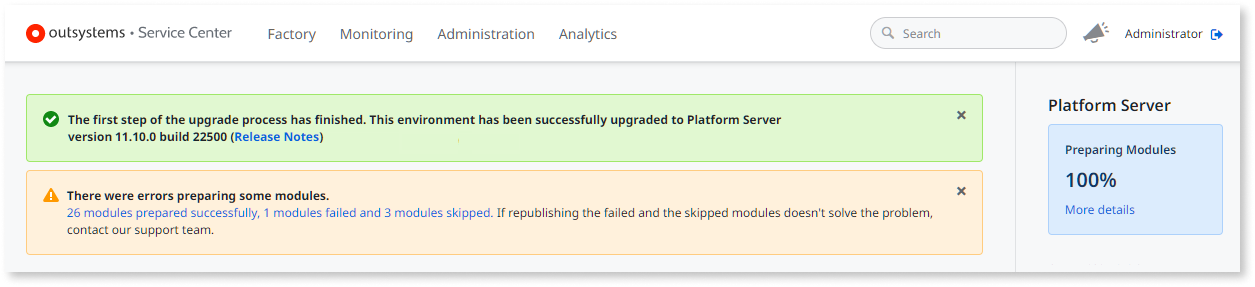 outsystems • Service Center
Factory
Monitoring
Administration
Analytics
Search
Administrator
The first step of the upgrade process has finished. This environment has been successfully upgraded to Platform Server
version 11.10.0 build 22500 (Release Notes)
There were errors preparing some modules.
26 modules prepared successfully, 1 modules failed and 3 modules skipped. If republishing the failed and the skipped modules doesn't solve the problem,
contact our support team.
Platform Server
Preparing Modules
100%
More details